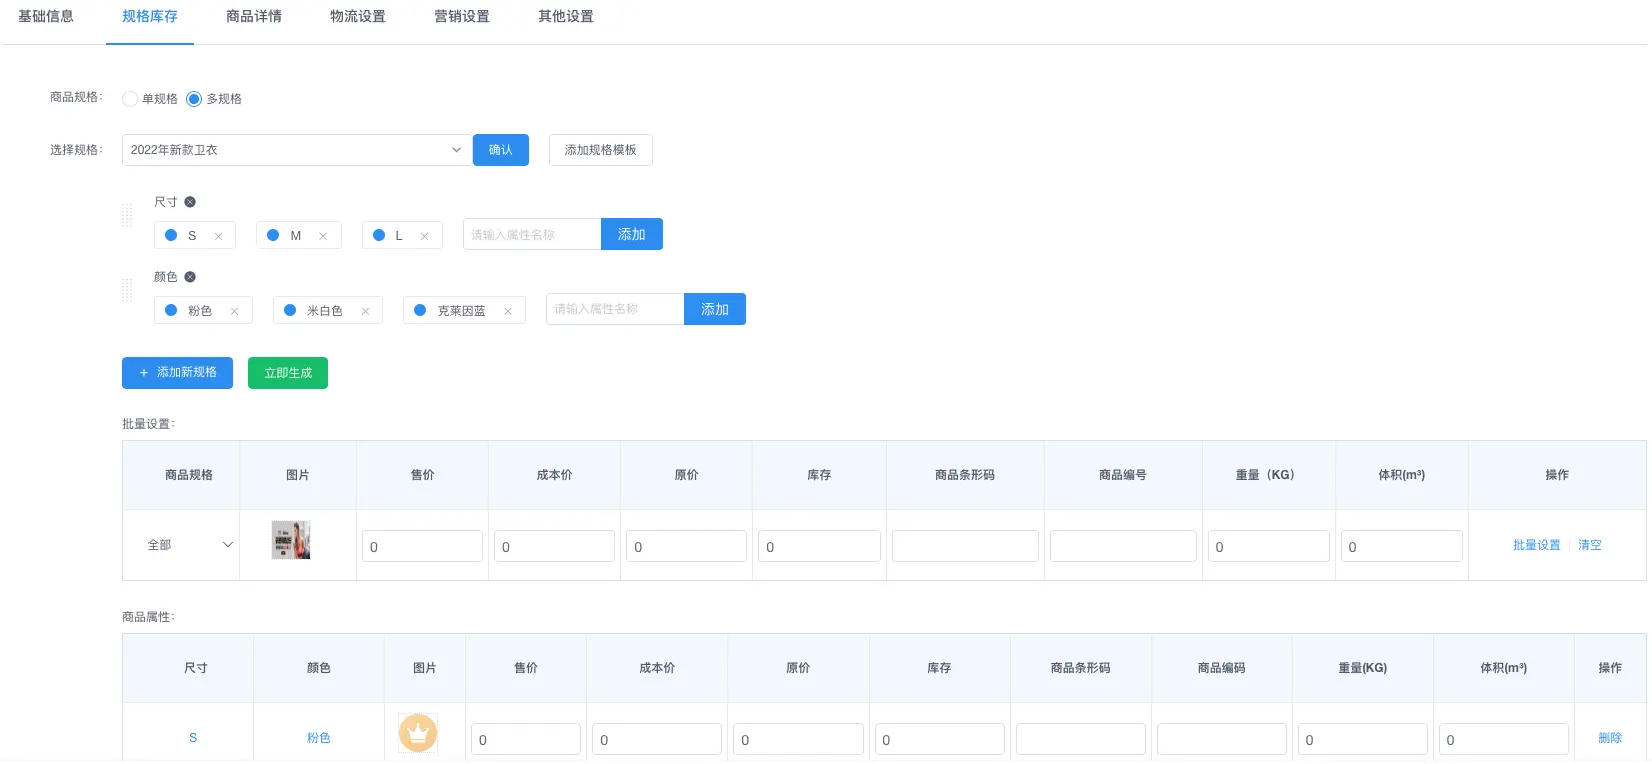 基础信息 规格库存 商品详情 物流设置 营销设置 其他设置
商品规格： 单规格 多规格
选择规格： 2022年新款卫衣 确认 添加规格模板
尺寸
S M L 请输入属性名称 添加
颜色
粉色 米白色 克莱因蓝 请输入属性名称 添加
+ 添加新规格 立即生成
批量设置：
商品规格 图片 售价 成本价 原价 库存 商品条形码 商品编号 重量（KG） 体积(m³) 操作
全部 0 0 0 0 0 0 批量设置 清空
商品属性：
尺寸 颜色 图片 售价 成本价 原价 库存 商品条形码 商品编码 重量(KG) 体积(m³) 操作
S 粉色 0 0 0 0 0 0 删除